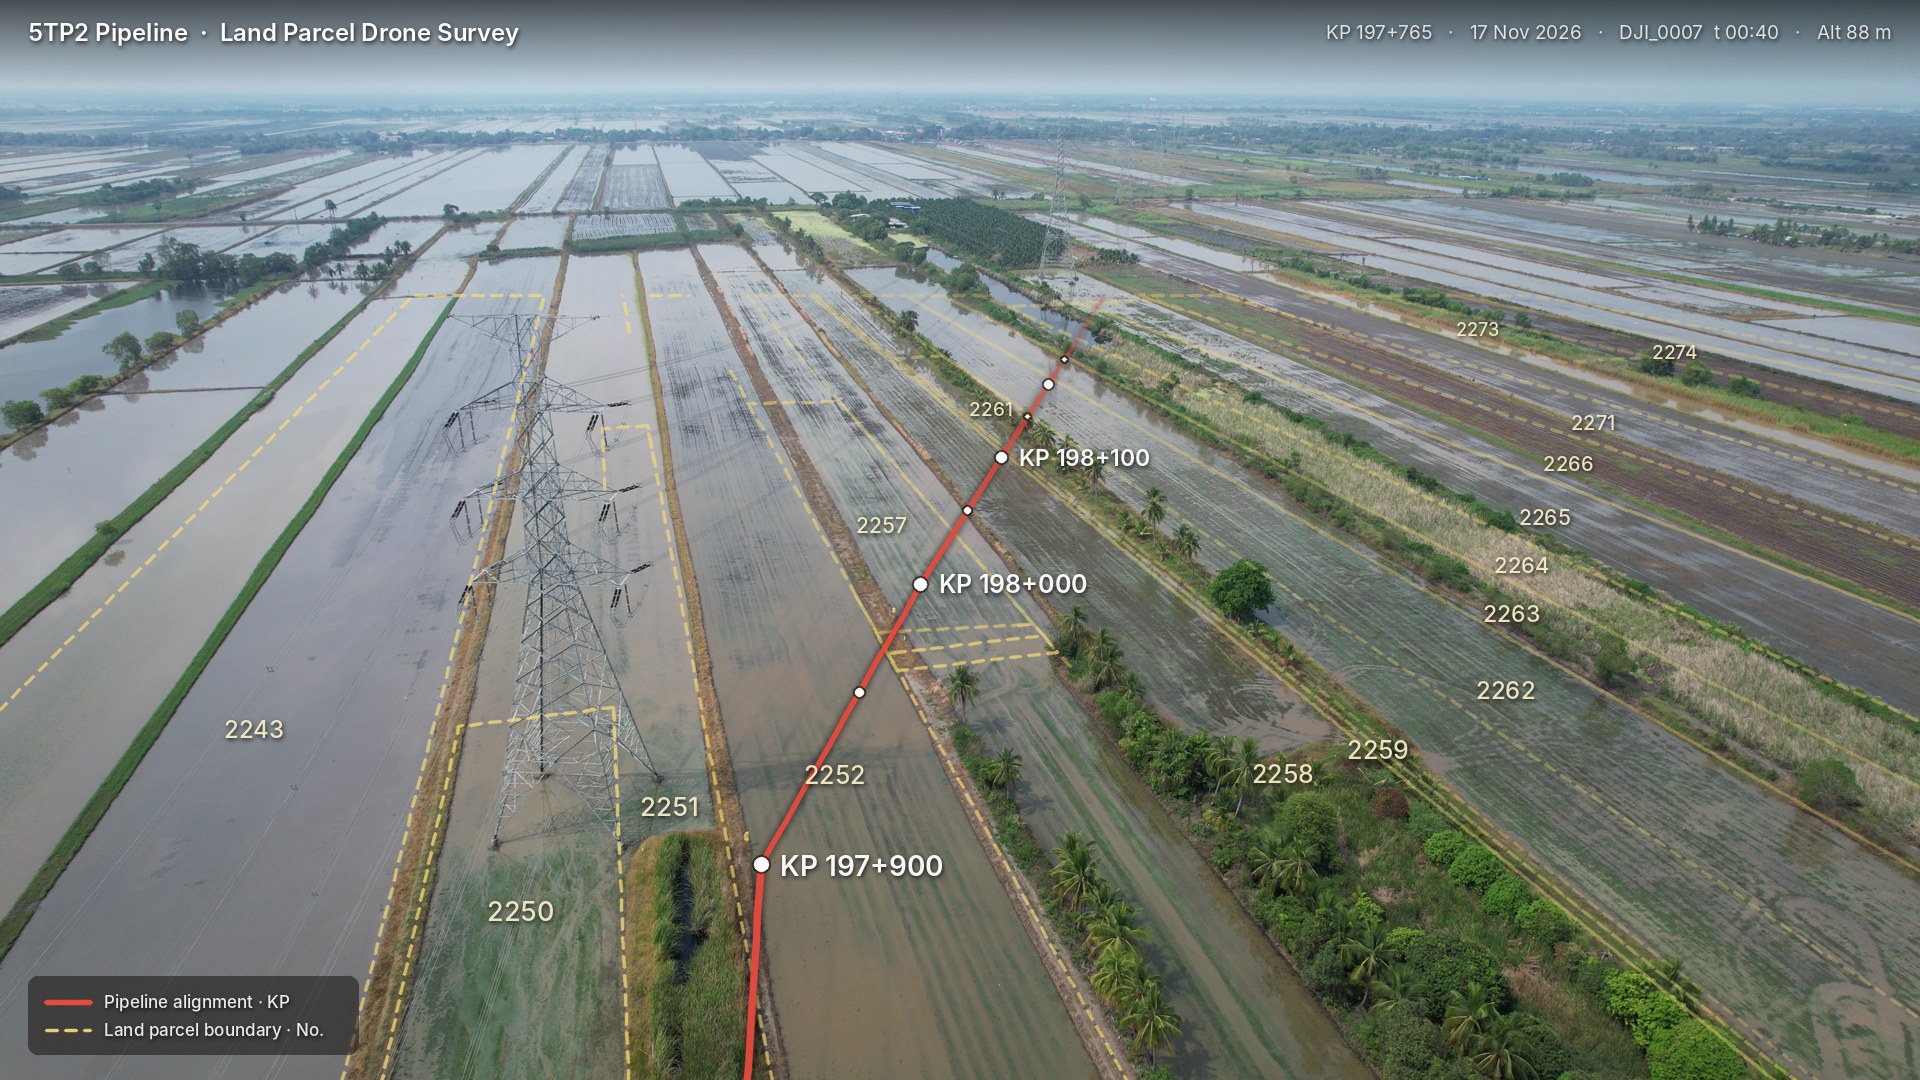 5TP2 Pipeline · Land Parcel Drone Survey
KP 197+765 · 17 Nov 2026 · DJI_0007 t 00:40 · Alt 88 m
2273
2274
2261
2271
KP 198+100
2266
2265
2257
2264
KP 198+000
2263
2262
2243
2259
2252
2258
2251
KP 197+900
2250
Pipeline alignment · KP
Land parcel boundary · No.